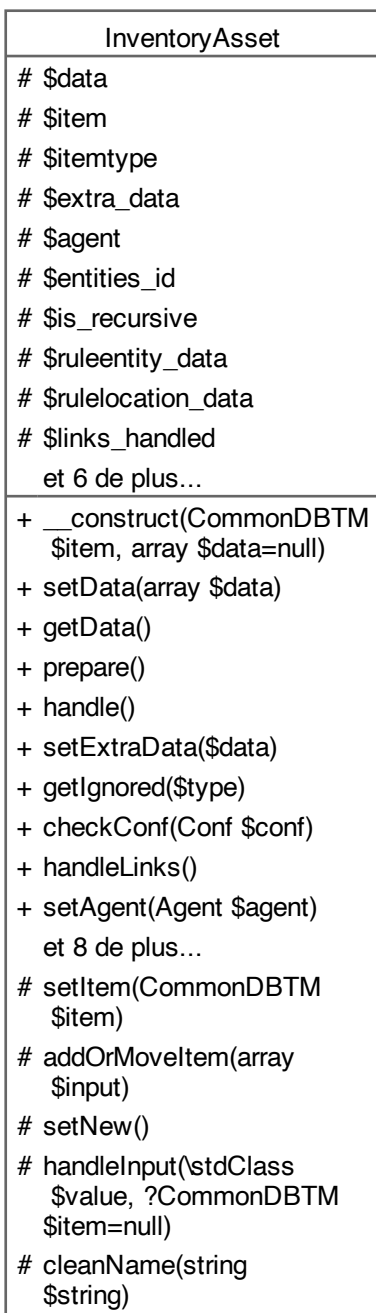 InventoryAsset
# $data
# $item
# $itemtype
# $extra_data
# $agent
# $entities_id
# $is_recursive
# $ruleentity_data
# $rulelocation_data
# $links_handled
et 6 de plus...
+ __construct(CommonDBTM
$item, array $data=null)
+ setData(array $data)
+ getData()
+ prepare()
+ handle()
+ setExtraData($data)
+ getIgnored($type)
+ checkConf(Conf $conf)
+ handleLinks()
+ setAgent(Agent $agent)
et 8 de plus...
# setItem(CommonDBTM
$item)
# addOrMoveItem(array
$input)
# setNew()
# handleInput(\stdClass
$value, ?CommonDBTM
$item=null)
# cleanName(string
$string)